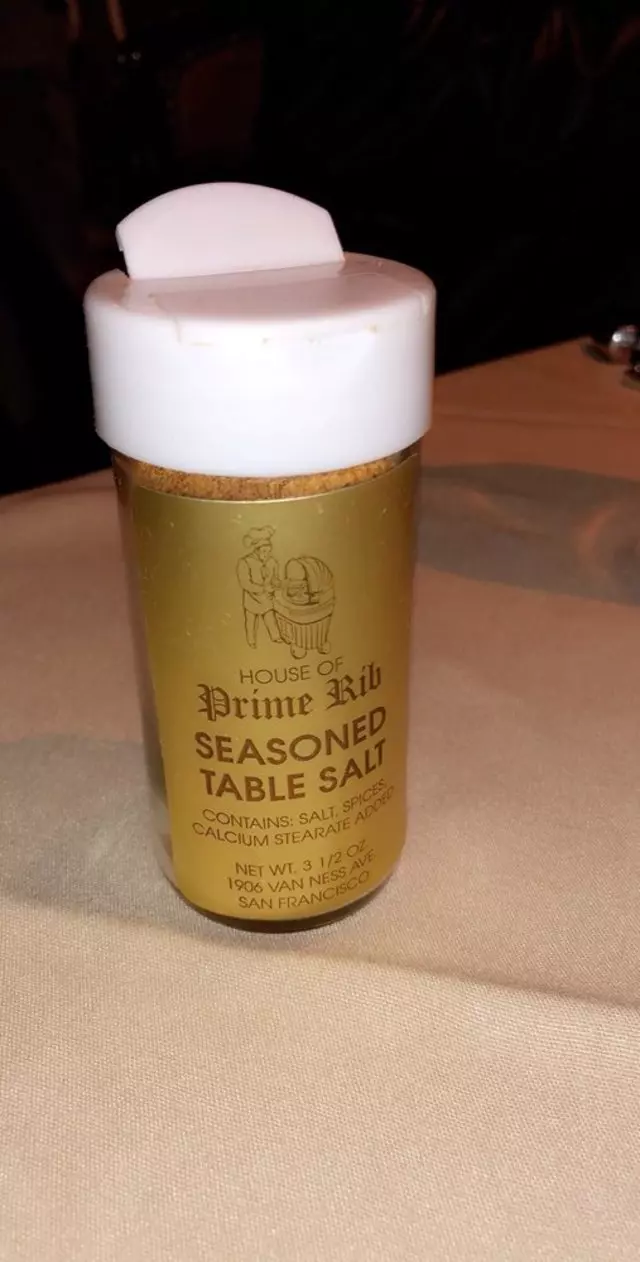 HOUSE OF
Prime Rib
SEASONED
TABLE SALT
CONTAINS: SALT, SPICES,
CALCIUM STEARATE ADDED
NET WT. 3 1/2 OZ.
1906 VAN NESS AVE.
SAN FRANCISCO